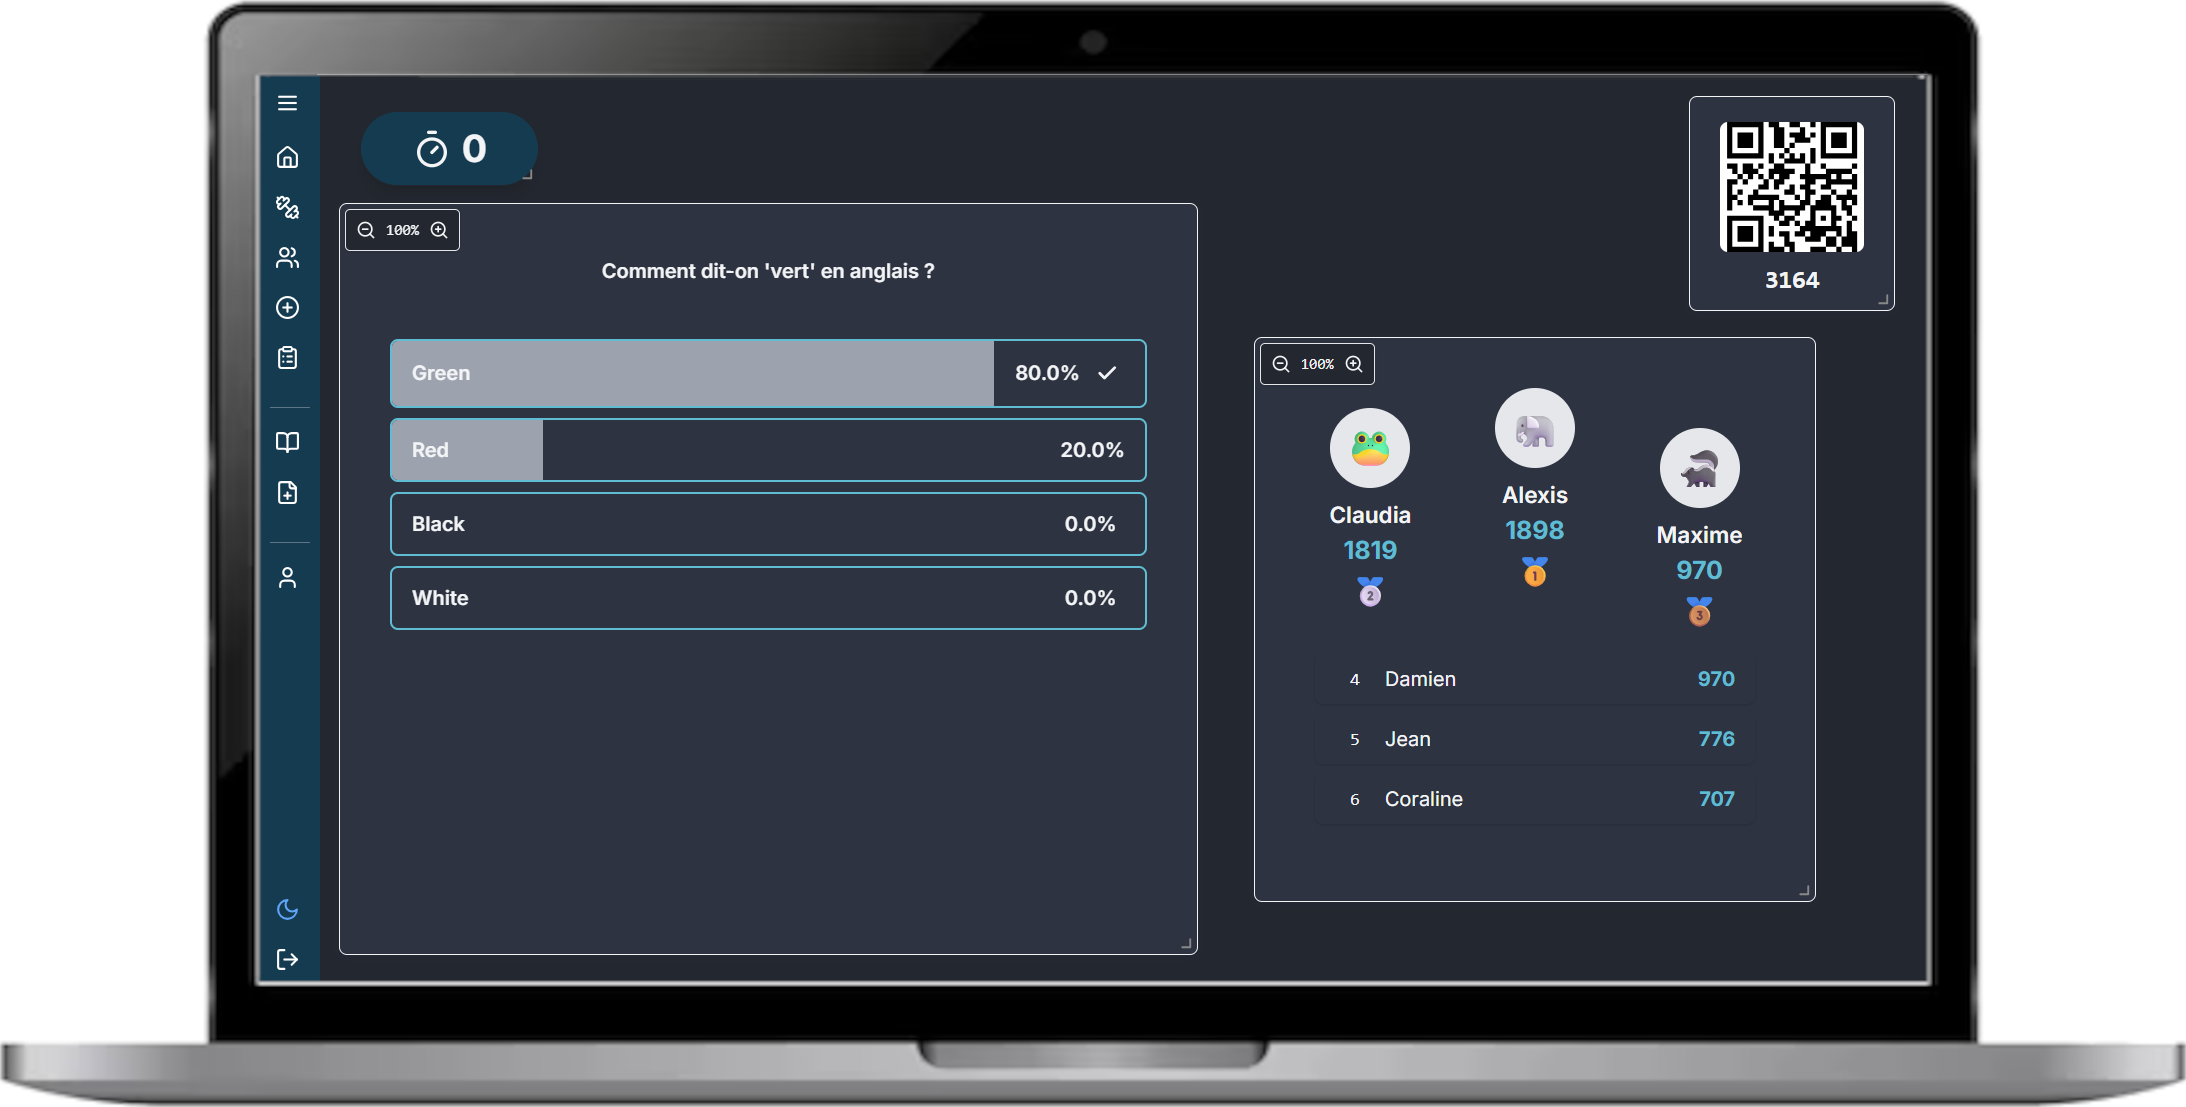 0
100%
Comment dit-on 'vert' en anglais ?
Green 80.0%
Red 20.0%
Black 0.0%
White 0.0%
3164
100%
Claudia
1819
2
Alexis
1898
1
Maxime
970
3
4 Damien 970
5 Jean 776
6 Coraline 707